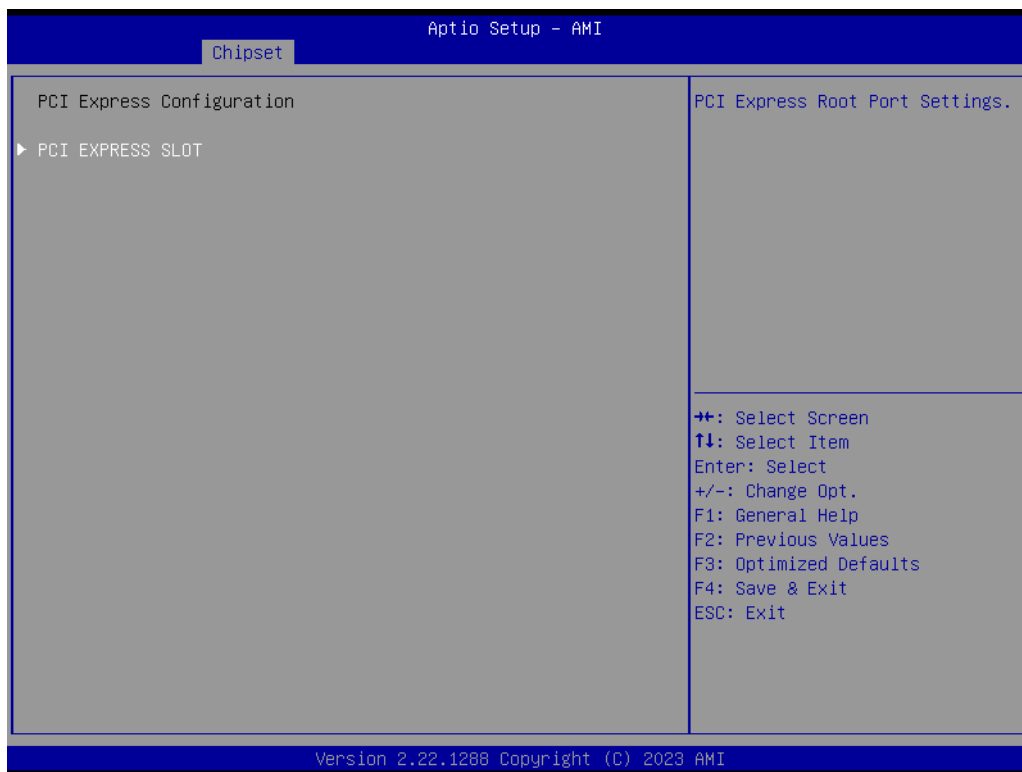 Aptio Setup – AMI
Chipset
PCI Express Configuration
▶ PCI EXPRESS SLOT
PCI Express Root Port Settings.
→←: Select Screen
↑↓: Select Item
Enter: Select
+/-: Change Opt.
F1: General Help
F2: Previous Values
F3: Optimized Defaults
F4: Save & Exit
ESC: Exit
Version 2.22.1288 Copyright (C) 2023 AMI